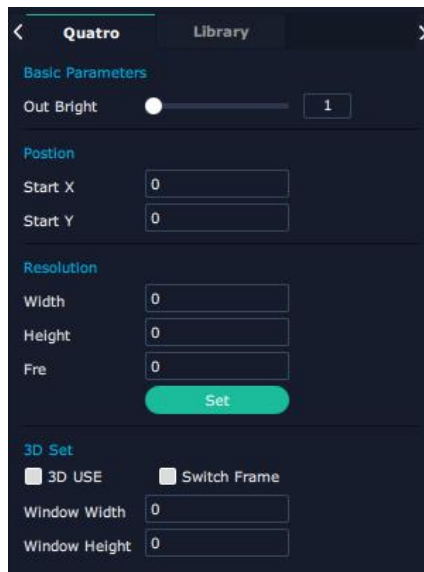 Quatro Library
Basic Parameters
Out Bright 1
Postion
Start X 0
Start Y 0
Resolution
Width 0
Height 0
Fre 0
Set
3D Set
3D USE Switch Frame
Window Width 0
Window Height 0